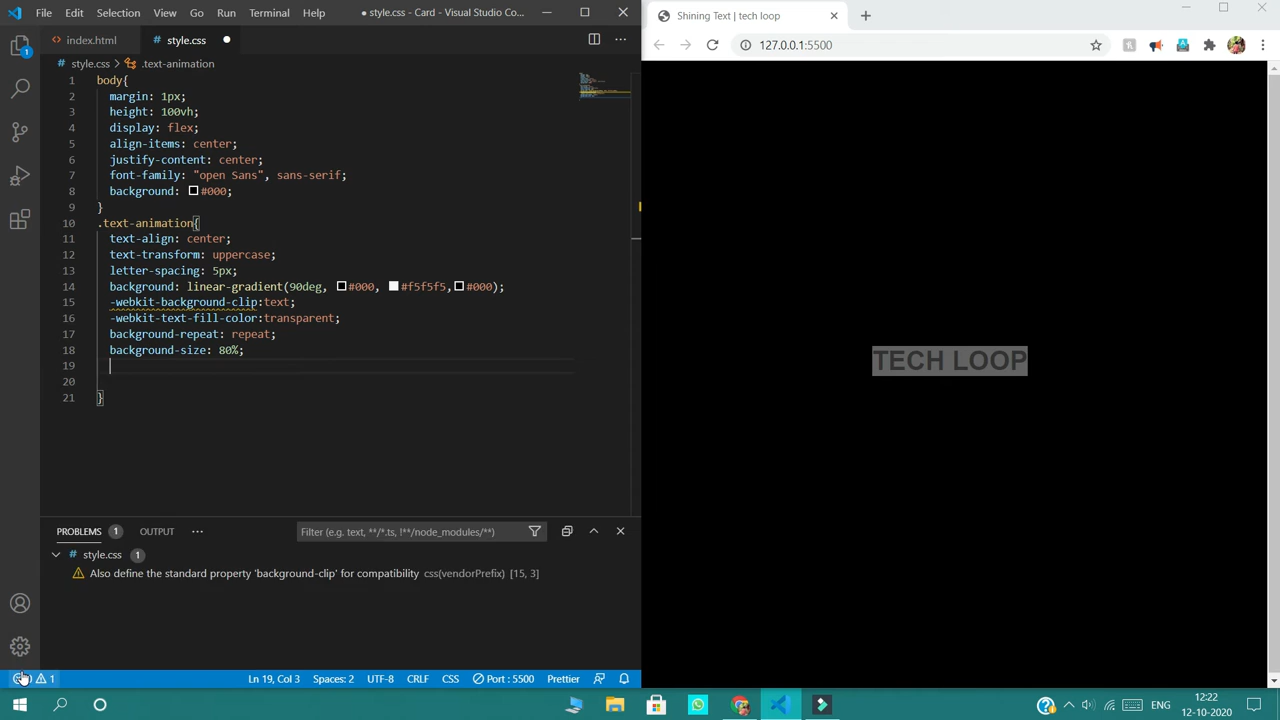 File Edit Selection View Go Run Terminal Help ● style.css - Card - Visual Studio Co...
Shining Text | tech loop
index.html # style.css
127.0.0.1:5500
style.css > .text-animation
1 body{
2 margin: 1px;
3 height: 100vh;
4 display: flex;
5 align-items: center;
6 justify-content: center;
7 font-family: "open Sans", sans-serif;
8 background: #000;
9 }
10 .text-animation{
11 text-align: center;
12 text-transform: uppercase;
13 letter-spacing: 5px;
14 background: linear-gradient(90deg, #000, #f5f5f5,#000);
15 -webkit-background-clip:text;
16 -webkit-text-fill-color:transparent;
17 background-repeat: repeat;
18 background-size: 80%;
19
20
21 }
TECH LOOP
PROBLEMS 1 OUTPUT ... Filter (e.g. text, **/*.ts, !**/node_modules/**)
# style.css 1
Also define the standard property 'background-clip' for compatibility css(vendorPrefix) [15, 3]
1 Ln 19, Col 3 Spaces: 2 UTF-8 CRLF CSS Port : 5500 Prettier
ENG 12:22
12-10-2020